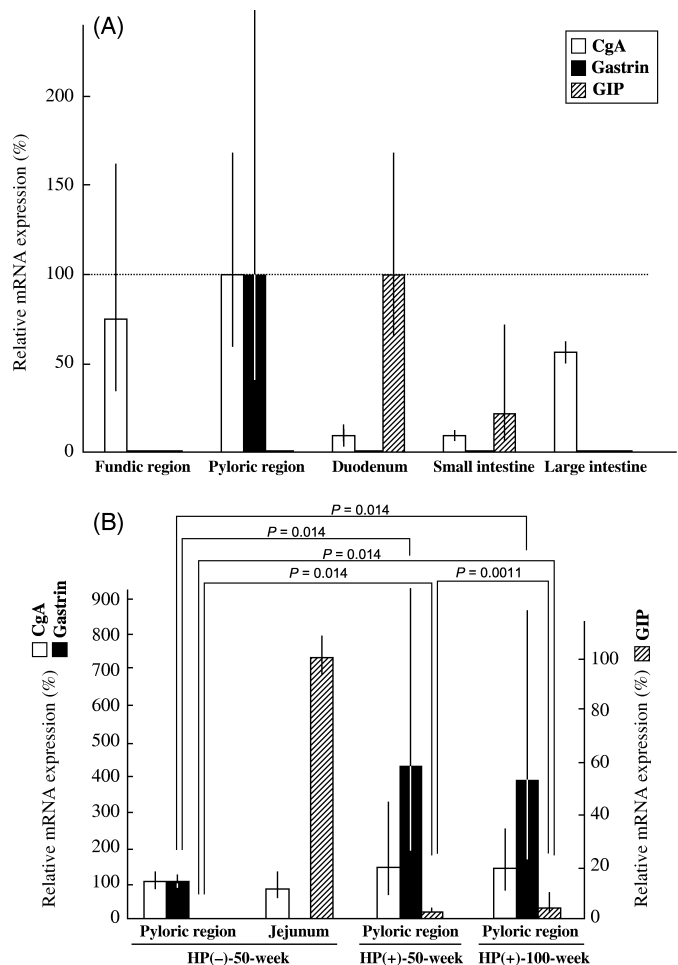 (A)
CgA
Gastrin
GIP
Relative mRNA expression (%)
200
150
100
50
0
Fundic region Pyloric region Duodenum Small intestine Large intestine
(B)
P = 0.014
P = 0.014
P = 0.014
P = 0.014 P = 0.0011
CgA
Gastrin
Relative mRNA expression (%)
900
800
700
600
500
400
300
200
100
0
GIP
Relative mRNA expression (%)
100
80
60
40
20
0
Pyloric region Jejunum Pyloric region Pyloric region
HP(−)-50-week HP(+)-50-week HP(+)-100-week